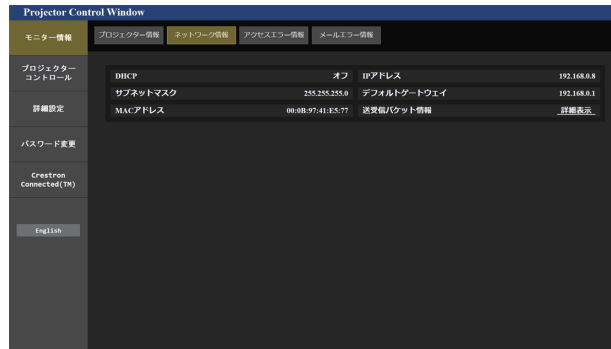 Projector Control Window
モニター情報
プロジェクター情報 ネットワーク情報 アクセスエラー情報 メールエラー情報
プロジェクター
コントロール
詳細設定
パスワード変更
Crestron
Connected(TM)
English
DHCP オフ IPアドレス 192.168.0.8
サブネットマスク 255.255.255.0 デフォルトゲートウェイ 192.168.0.1
MACアドレス 00:0B:97:41:E5:77 送受信パケット情報 詳細表示